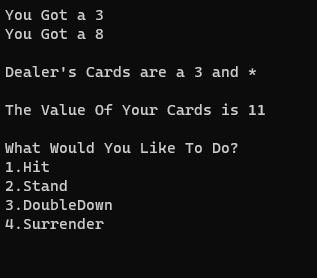 You Got a 3
You Got a 8
Dealer's Cards are a 3 and *
The Value Of Your Cards is 11
What Would You Like To Do?
1.Hit
2.Stand
3.DoubleDown
4.Surrender